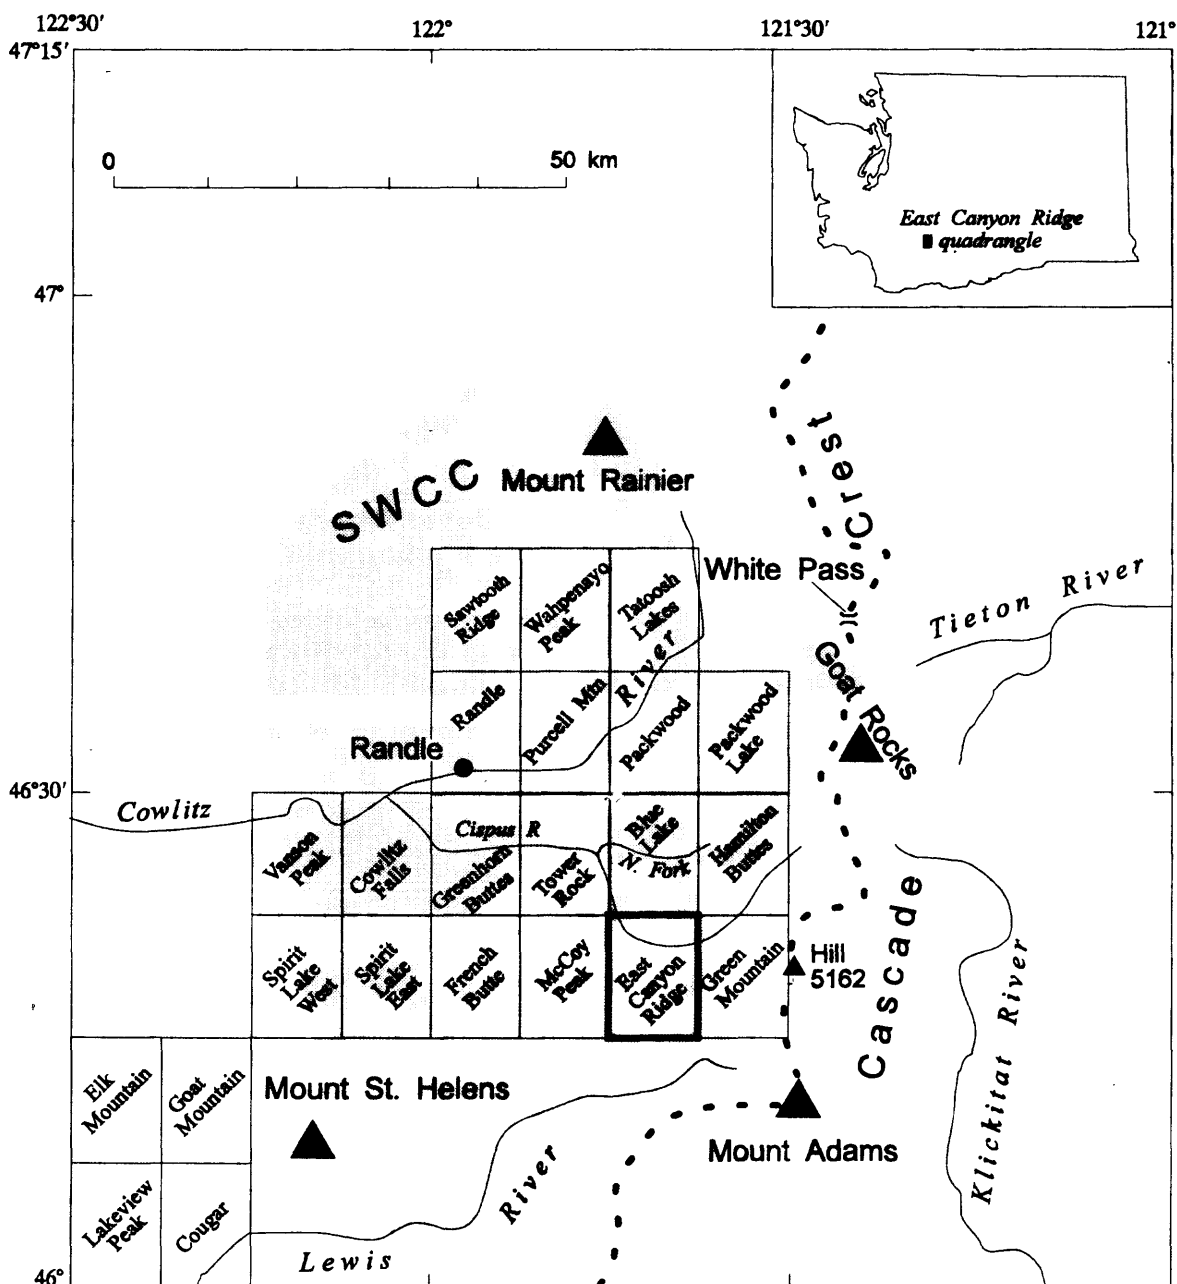 122°30′
122°
121°30′
121°
47°15′
0
50 km
East Canyon Ridge
quadrangle
47°
SWCC
Mount Rainier
Cascade Crest
White Pass
Tieton River
Goat Rocks
Sawtooth
Ridge
Wahpenayo
Peak
Tatoosh
Lakes
River
Randle
Purcell Mtn
Packwood
Packwood
Lake
Randle
46°30′
Cowlitz
Cispus R
N. Fork
Vanson
Peak
Cowlitz
Falls
Greenhorn
Buttes
Tower
Rock
Blue
Lake
Hamilton
Buttes
Spirit
Lake
West
Spirit
Lake
East
French
Butte
McCoy
Peak
East
Canyon
Ridge
Green
Mountain
Hill
5162
Klickitat River
Elk
Mountain
Goat
Mountain
Mount St. Helens
Mount Adams
Lakeview
Peak
Cougar
Lewis River
46°